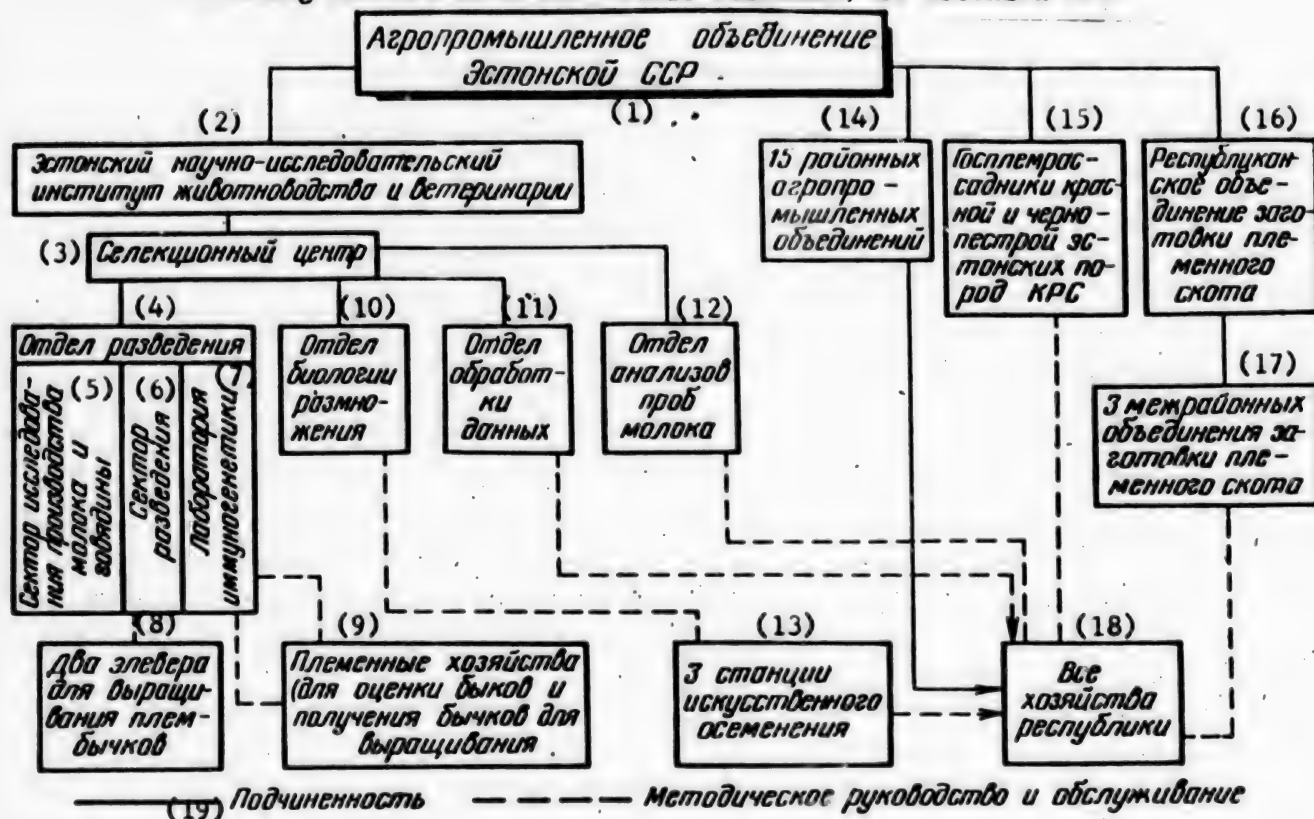 Агропромышленное объединение
Эстонской ССР
(1)
(2)
Эстонский научно-исследовательский
институт животноводства и ветеринарии
(3) Селекционный центр
(4)
Отдел разведения
(5)
Сектор исследова-
ния производства
молока и
говядины
(6)
Сектор
разведения
(7)
Лаборатория
иммуногенетики
(8)
Два элевера
для выращи-
вания плем-
бычков
(9)
Племенные хозяйства
(для оценки быков и
получения бычков для
выращивания
(10)
Отдел
биологии
размно-
жения
(11)
Отдел
обработ-
ки
данных
(12)
Отдел
анализов
проб
молока
(13)
3 станции
искусственного
осеменения
(14)
15 районных
агропро-
мышленных
объединений
(15)
Госплемрас-
садники крас-
ной и черно-
пестрой эс-
тонских по-
род КРС
(16)
Республикан-
ское объе-
динение заго-
товки пле-
менного
скота
(17)
3 межрайонных
объединения за-
готовки пле-
менного скота
(18)
Все
хозяйства
республики
(19) Подчиненность
Методическое руководство и обслуживание